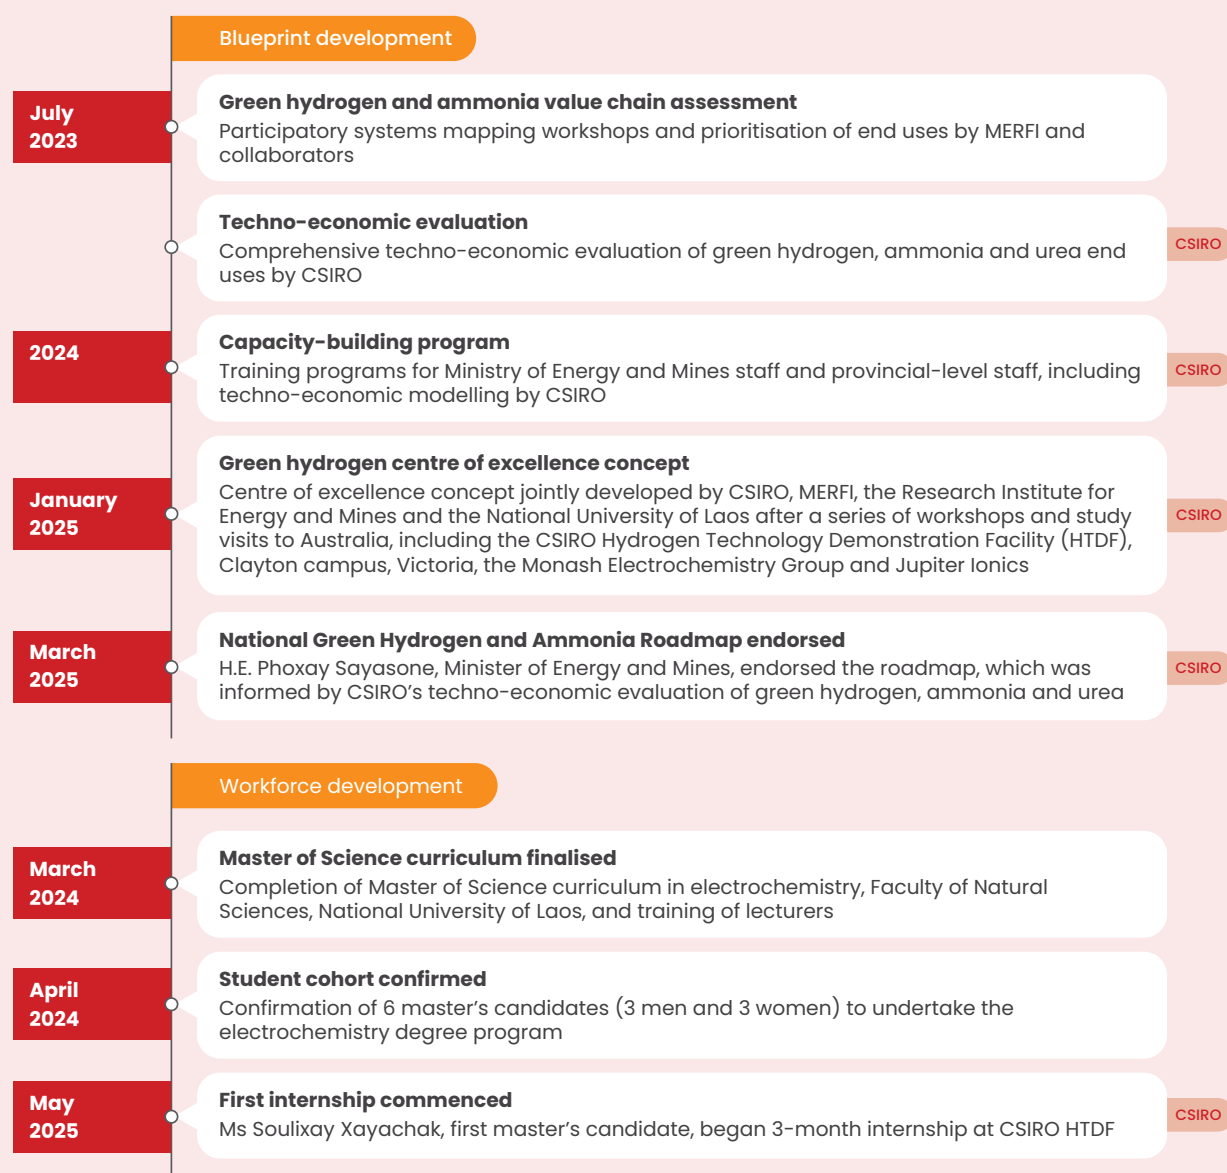 Blueprint development
July
2023
Green hydrogen and ammonia value chain assessment
Participatory systems mapping workshops and prioritisation of end uses by MERFI and
collaborators
Techno-economic evaluation
Comprehensive techno-economic evaluation of green hydrogen, ammonia and urea end
uses by CSIRO
CSIRO
2024
Capacity-building program
Training programs for Ministry of Energy and Mines staff and provincial-level staff, including
techno-economic modelling by CSIRO
CSIRO
January
2025
Green hydrogen centre of excellence concept
Centre of excellence concept jointly developed by CSIRO, MERFI, the Research Institute for
Energy and Mines and the National University of Laos after a series of workshops and study
visits to Australia, including the CSIRO Hydrogen Technology Demonstration Facility (HTDF),
Clayton campus, Victoria, the Monash Electrochemistry Group and Jupiter Ionics
CSIRO
March
2025
National Green Hydrogen and Ammonia Roadmap endorsed
H.E. Phoxay Sayasone, Minister of Energy and Mines, endorsed the roadmap, which was
informed by CSIRO's techno-economic evaluation of green hydrogen, ammonia and urea
CSIRO
Workforce development
March
2024
Master of Science curriculum finalised
Completion of Master of Science curriculum in electrochemistry, Faculty of Natural
Sciences, National University of Laos, and training of lecturers
April
2024
Student cohort confirmed
Confirmation of 6 master's candidates (3 men and 3 women) to undertake the
electrochemistry degree program
May
2025
First internship commenced
Ms Soulixay Xayachak, first master's candidate, began 3-month internship at CSIRO HTDF
CSIRO